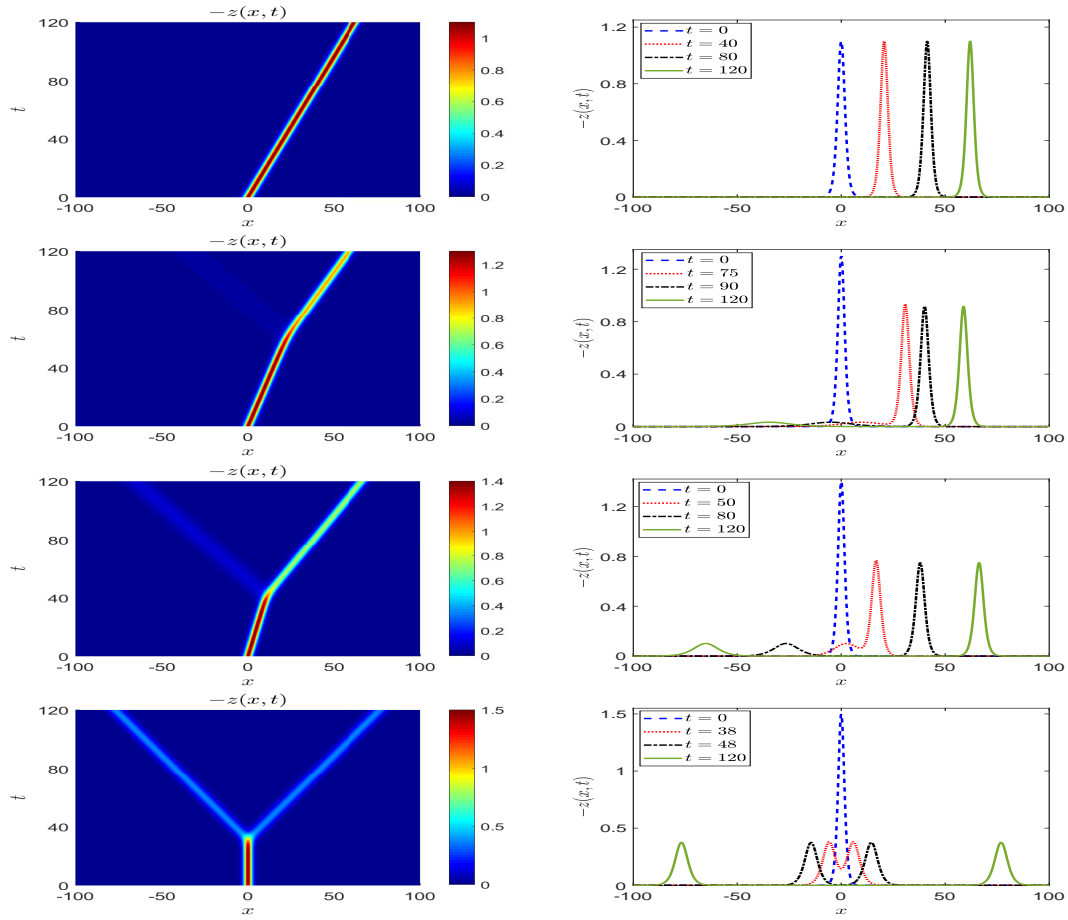 −z(x, t)
120
80
40
0
t
-100 -50 0 50 100
x
1
0.8
0.6
0.4
0.2
0
1.2
0.8
0.4
0
−z(x,t)
t = 0
t = 40
t = 80
t = 120
-100 -50 0 50 100
x
−z(x, t)
120
80
40
0
t
-100 -50 0 50 100
x
1.2
1
0.8
0.6
0.4
0.2
0
1.2
0.8
0.4
0
−z(x,t)
t = 0
t = 75
t = 90
t = 120
-100 -50 0 50 100
x
−z(x, t)
120
80
40
0
t
-100 -50 0 50 100
x
1.4
1.2
1
0.8
0.6
0.4
0.2
0
1.2
0.8
0.4
0
−z(x,t)
t = 0
t = 50
t = 80
t = 120
-100 -50 0 50 100
x
−z(x, t)
120
80
40
0
t
-100 -50 0 50 100
x
1.5
1
0.5
0
1.5
1
0.5
0
−z(x,t)
t = 0
t = 38
t = 48
t = 120
-100 -50 0 50 100
x